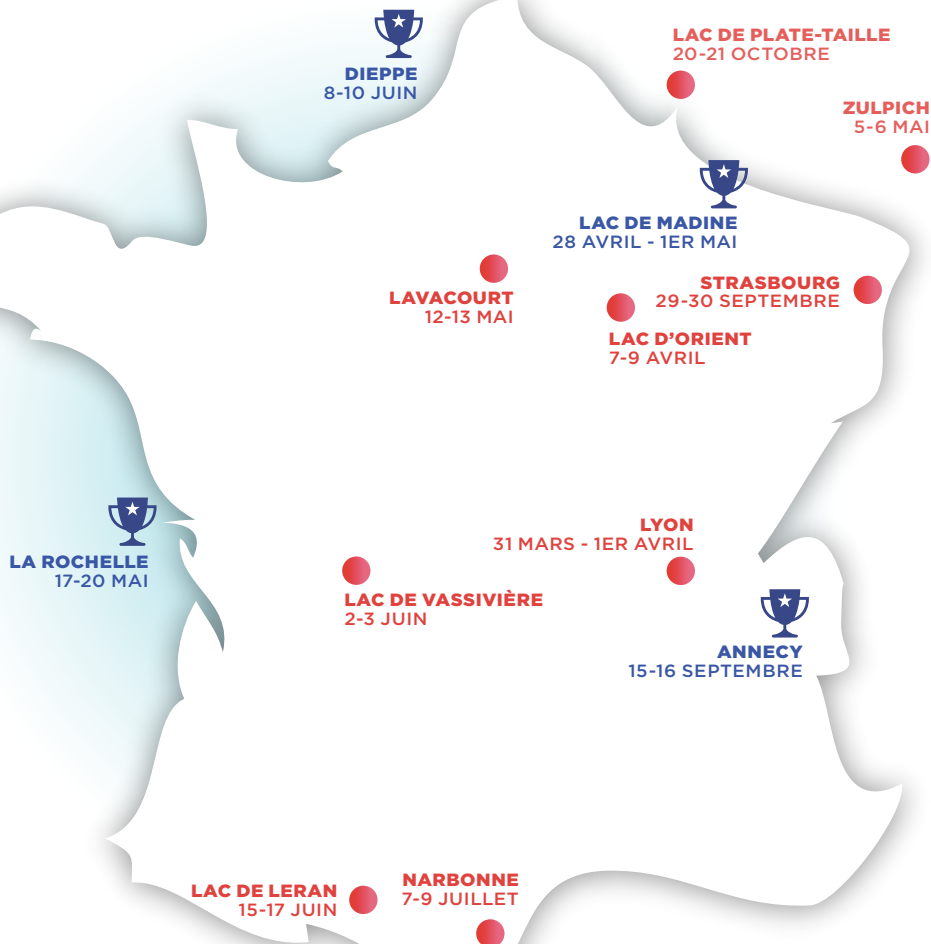 LAC DE PLATE-TAILLE
20-21 OCTOBRE
DIEPPE
8-10 JUIN
ZULPICH
5-6 MAI
LAC DE MADINE
28 AVRIL - 1ER MAI
STRASBOURG
29-30 SEPTEMBRE
LAVACOURT
12-13 MAI
LAC D'ORIENT
7-9 AVRIL
LYON
31 MARS - 1ER AVRIL
LA ROCHELLE
17-20 MAI
LAC DE VASSIVIÈRE
2-3 JUIN
ANNECY
15-16 SEPTEMBRE
NARBONNE
7-9 JUILLET
LAC DE LERAN
15-17 JUIN